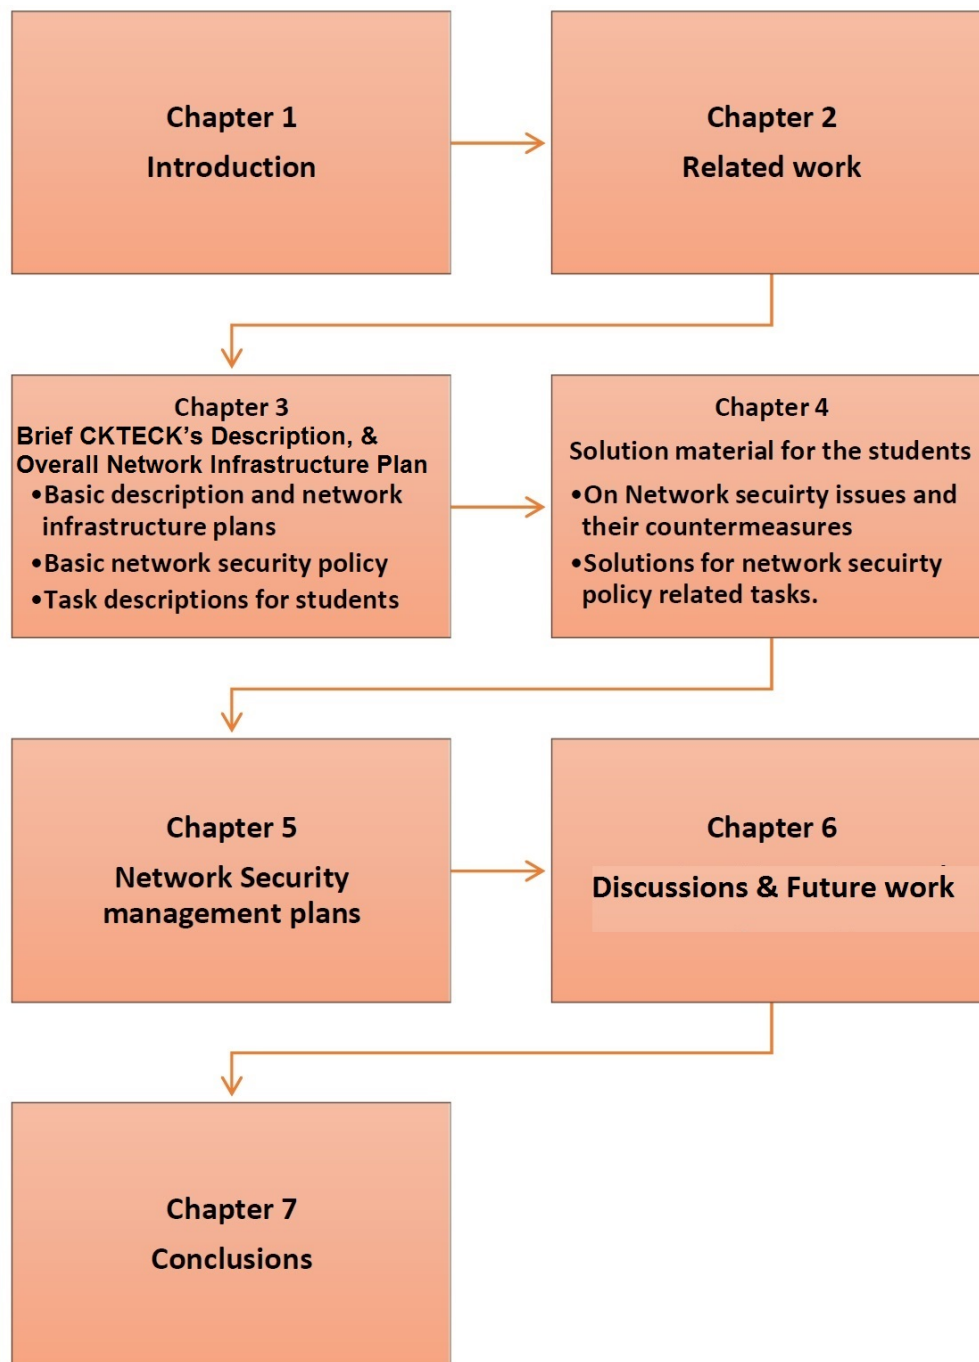 Chapter 1
Introduction
Chapter 2
Related work
Chapter 3
Brief CKTECK's Description, &
Overall Network Infrastructure Plan
•Basic description and network
infrastructure plans
•Basic network security policy
•Task descriptions for students
Chapter 4
Solution material for the students
•On Network secuirty issues and
their countermeasures
•Solutions for network secuirty
policy related tasks.
Chapter 5
Network Security
management plans
Chapter 6
Discussions & Future work
Chapter 7
Conclusions